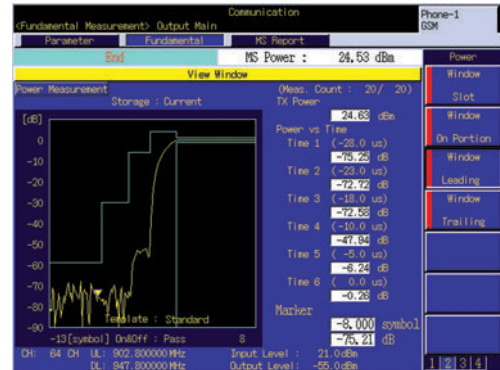 Communication
Phone-1
<Fundamental Measurement> Output Main
GSM
Parameter Fundamental MS Report
End MS Power : 24.53 dBm Power
View Window
Window
Slot
Power Measurement (Meas. Count : 20/ 20)
Storage : Current TX Power
24.63 dBm
[dB] Power vs Time
Window
On Portion
0 Time 1 (-28.0 us)
-75.25 dB
-10 Time 2 (-23.0 us)
-72.72 dB
Window
Leading
-20 Time 3 (-18.0 us)
-72.58 dB
-30 Time 4 (-10.0 us)
-47.94 dB
Window
Trailing
-40 Time 5 ( -5.0 us)
-6.24 dB
-50 Time 6 ( 0.0 us)
-0.26 dB
-60
-70 Marker
-80 Template : Standard -8.000 symbol
-90 -75.21 dB
-13[symbol] On&Off : Pass 8
CH: 64 CH UL: 902.800000MHz Input Level : 21.0dBm
DL: 947.800000MHz Output Level: -55.0dBm
1 2 3 4